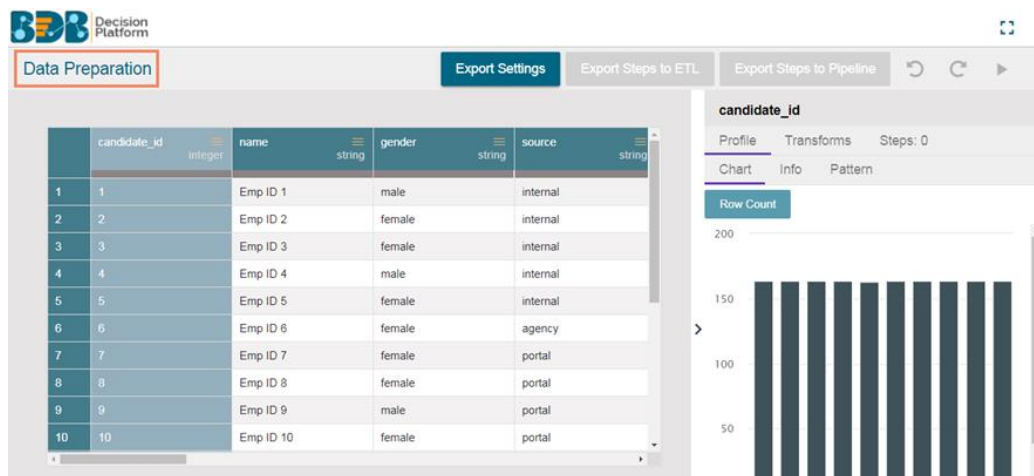 BDB Decision Platform
Data Preparation
Export Settings
Export Steps to ETL
Export Steps to Pipeline
candidate_id integer
name string
gender string
source string
1 1 Emp ID 1 male internal
2 2 Emp ID 2 female internal
3 3 Emp ID 3 female internal
4 4 Emp ID 4 male internal
5 5 Emp ID 5 female internal
6 6 Emp ID 6 female agency
7 7 Emp ID 7 female portal
8 8 Emp ID 8 female portal
9 9 Emp ID 9 male portal
10 10 Emp ID 10 female portal
candidate_id
Profile Transforms Steps: 0
Chart Info Pattern
Row Count
200
150
100
50